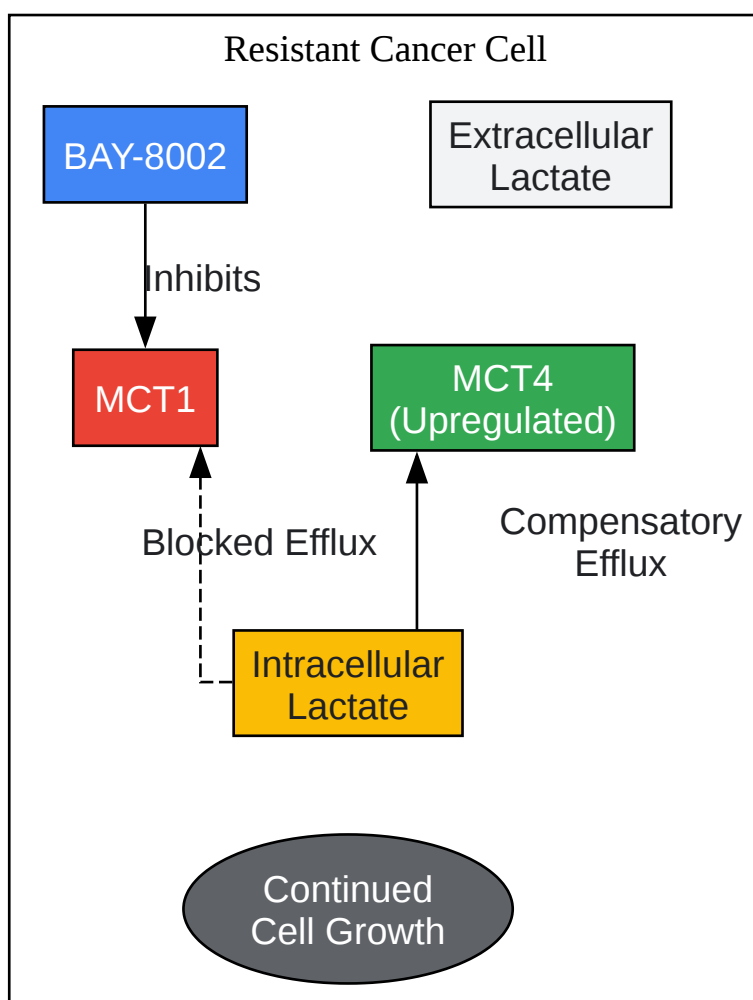 Resistant Cancer Cell
BAY-8002
Extracellular
Lactate
Inhibits
MCT1
MCT4
(Upregulated)
Blocked Efflux
Compensatory
Efflux
Intracellular
Lactate
Continued
Cell Growth